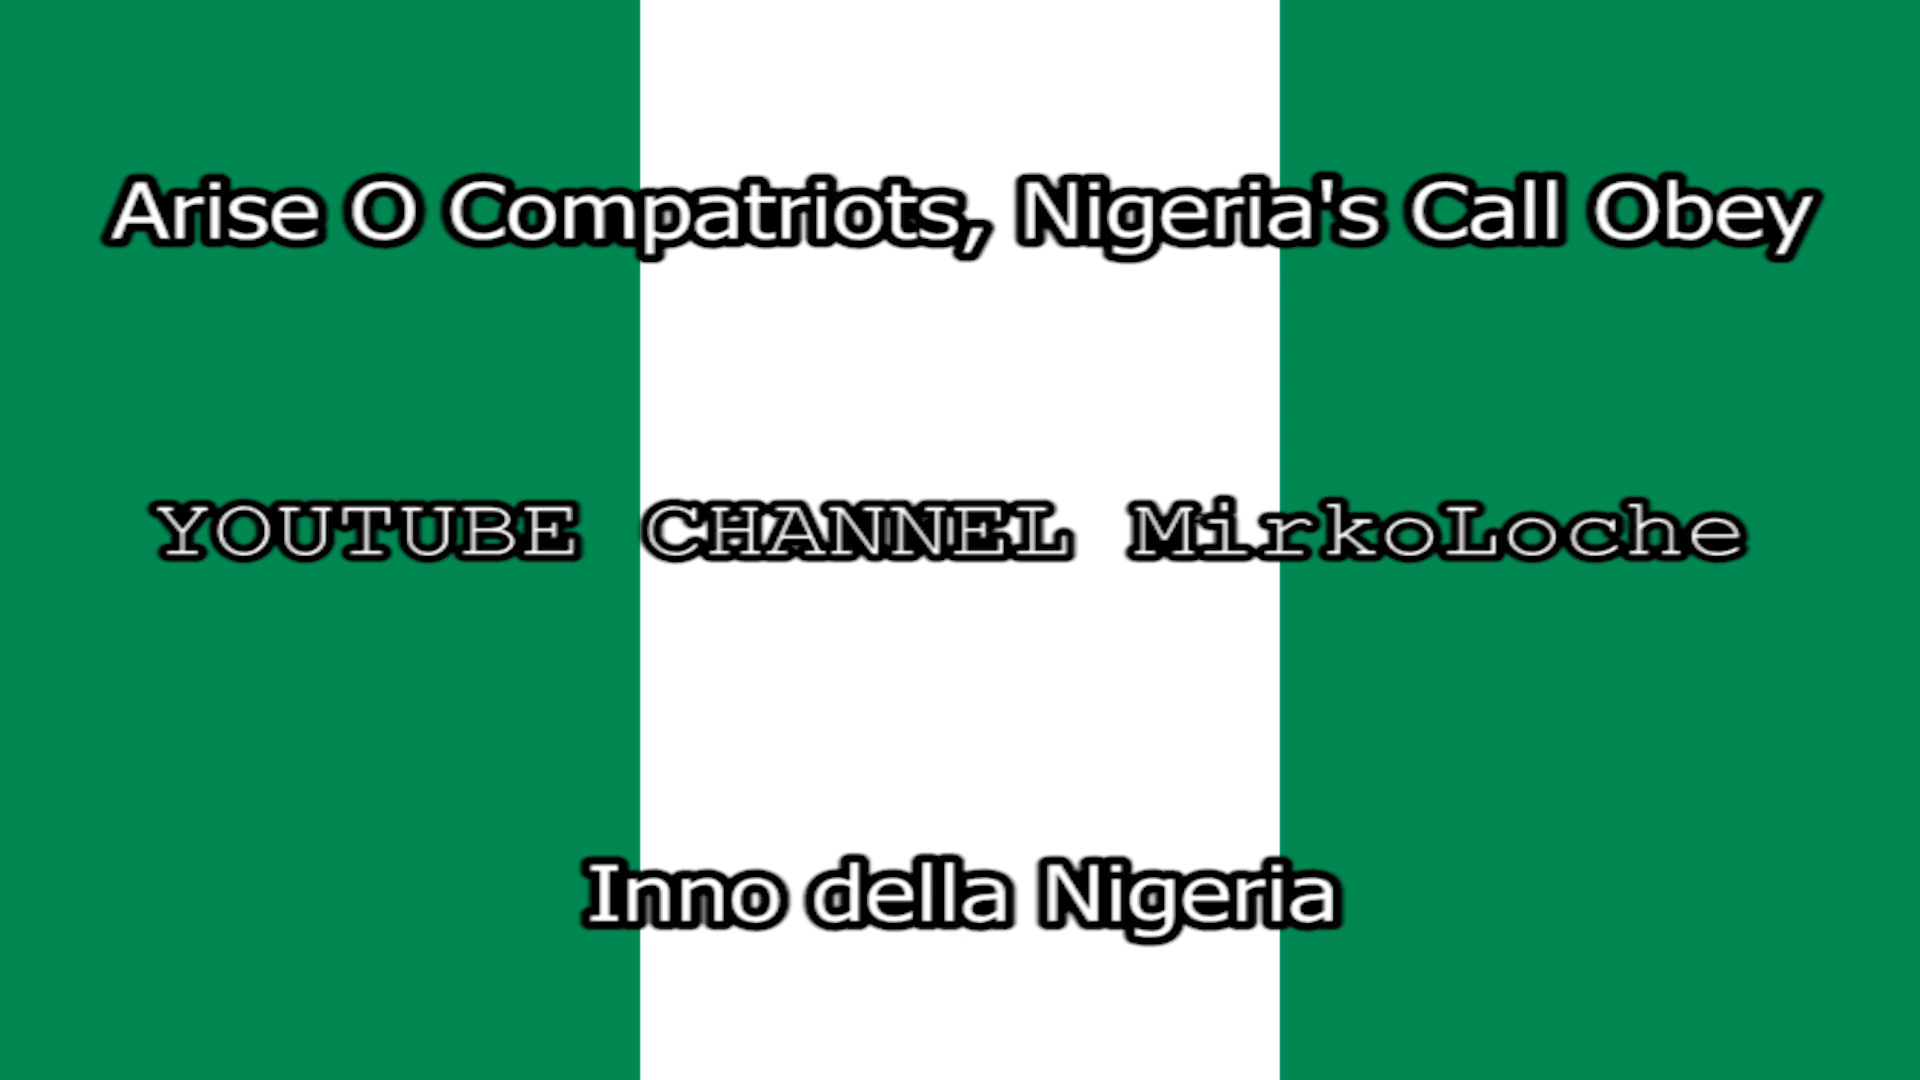 Arise O Compatriots, Nigeria's Call Obey
YOUTUBE CHANNEL MirkoLoche
Inno della Nigeria